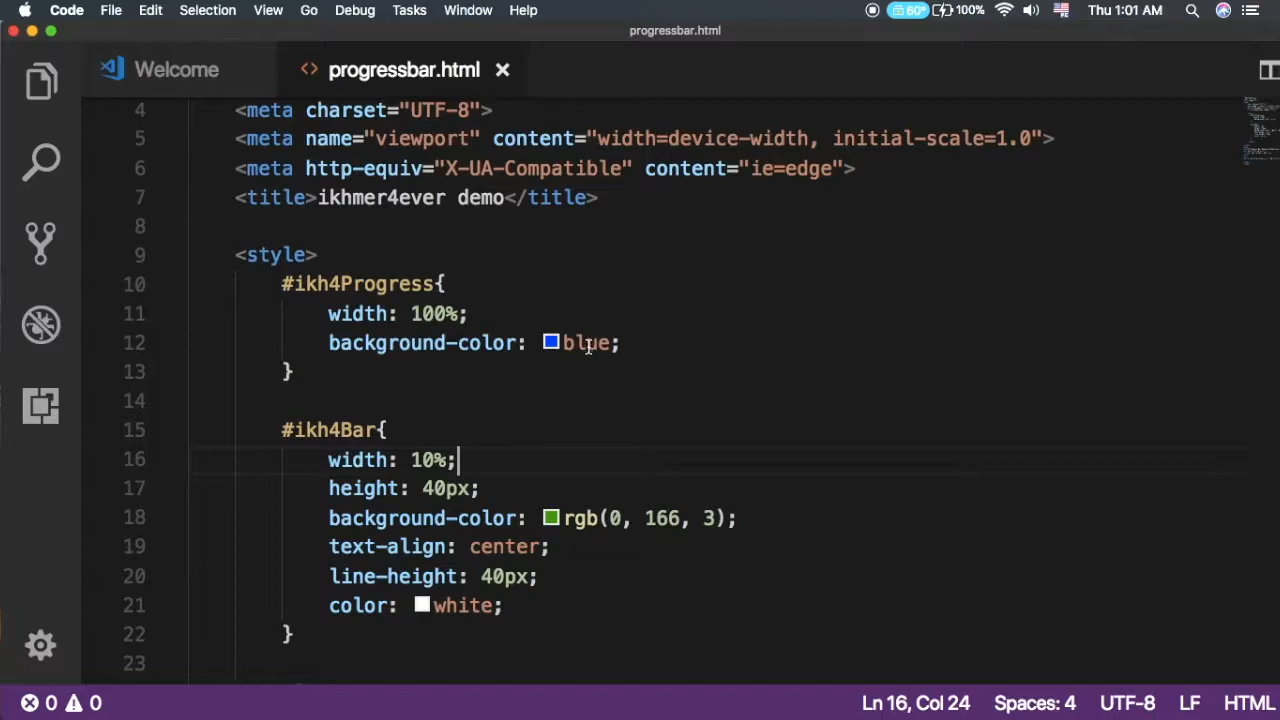 Code File Edit Selection View Go Debug Tasks Window Help 60° 100% Thu 1:01 AM
progressbar.html
Welcome progressbar.html
4 <meta charset="UTF-8">
5 <meta name="viewport" content="width=device-width, initial-scale=1.0">
6 <meta http-equiv="X-UA-Compatible" content="ie=edge">
7 <title>ikhmer4ever demo</title>
8
9 <style>
10 #ikh4Progress{
11 width: 100%;
12 background-color: blue;
13 }
14
15 #ikh4Bar{
16 width: 10%;
17 height: 40px;
18 background-color: rgb(0, 166, 3);
19 text-align: center;
20 line-height: 40px;
21 color: white;
22 }
23
0 0 Ln 16, Col 24 Spaces: 4 UTF-8 LF HTML